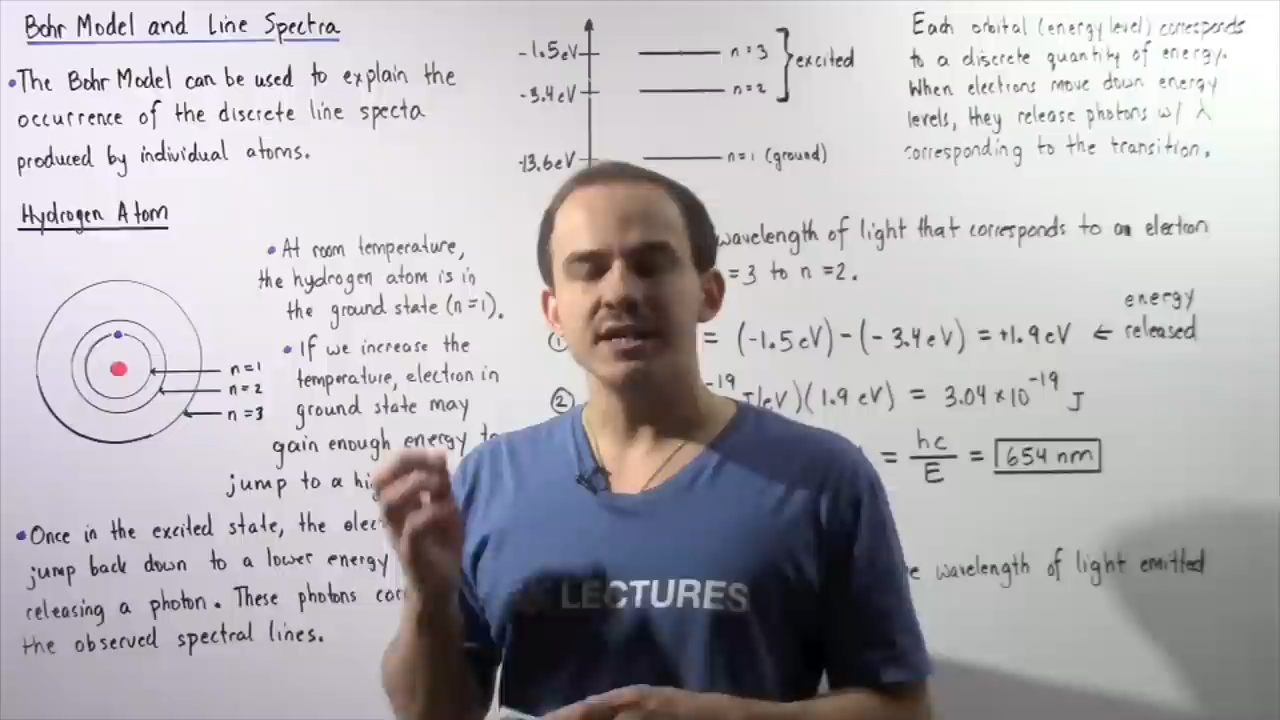 Bohr Model and Line Spectra
• The Bohr Model can be used to explain the
occurrence of the discrete line specta
produced by individual atoms.
Hydrogen Atom
n=1
n=2
n=3
• At room temperature,
the hydrogen atom is in
the ground state (n=1).
• If we increase the
temperature, electron in
ground state may
gain enough energy to
jump to a
• Once in the excited state, the
jump back down to a lower energy
releasing a photon. These photons
the observed spectral lines.
-1.5eV n=3
-3.4eV n=2
excited
-13.6eV n=1 (ground)
Each orbital (energy level) corresponds
to a discrete quantity of energy.
When electrons move down energy
levels, they release photons w/ λ
corresponding to the transition.
wavelength of light that corresponds to an electron
=3 to n=2.
energy
released
① = (-1.5eV)-(-3.4eV) = +1.9eV ←
② -19 J/eV)(1.9eV) = 3.04×10^-19 J
= hc/E = 654 nm
wavelength of light emitted
LECTURES